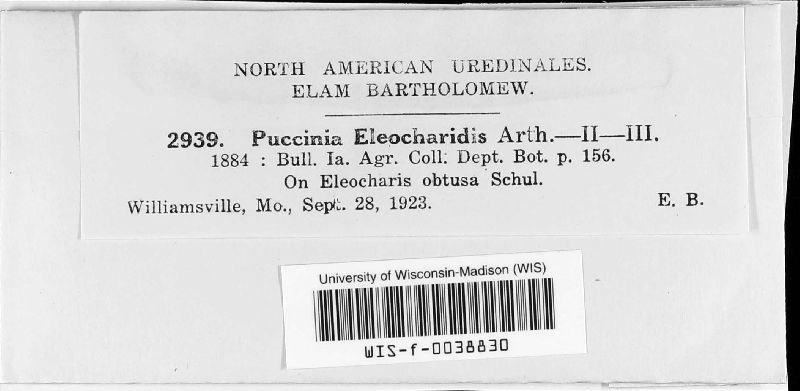 NORTH AMERICAN UREDINALES.
ELAM BARTHOLOMEW.
2939. Puccinia Eleocharidis Arth.—II—III.
1884 : Bull. Ia. Agr. Coll. Dept. Bot. p. 156.
On Eleocharis obtusa Schul.
Williamsville, Mo., Sept. 28, 1923. E. B.
University of Wisconsin-Madison (WIS)
WIS-f-0038830